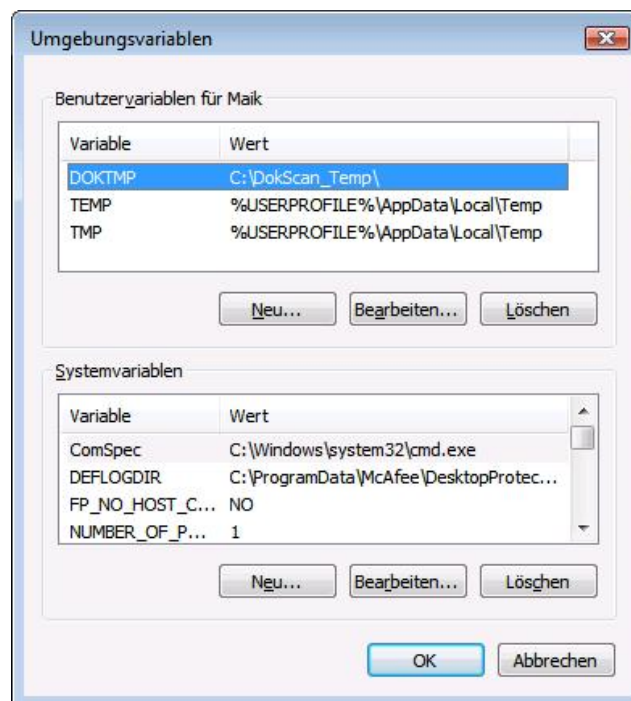 Umgebungsvariablen
Benutzervariablen für Maik
Variable Wert
DOKTMP C:\DokScan_Temp\
TEMP %USERPROFILE%\AppData\Local\Temp
TMP %USERPROFILE%\AppData\Local\Temp
Neu... Bearbeiten... Löschen
Systemvariablen
Variable Wert
ComSpec C:\Windows\system32\cmd.exe
DEFLOGDIR C:\ProgramData\McAfee\DesktopProtec...
FP_NO_HOST_C... NO
NUMBER_OF_P... 1
Neu... Bearbeiten... Löschen
OK Abbrechen